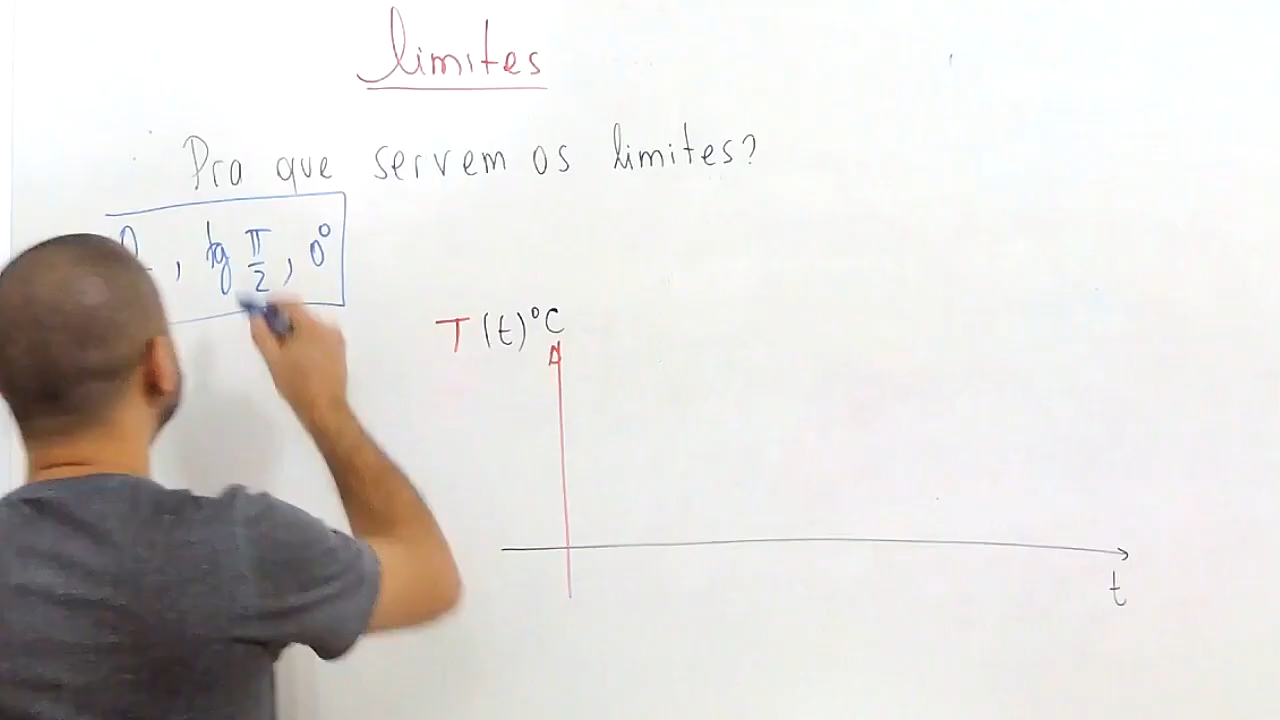 limites
Pra que servem os limites?
, tg π/2, 0⁰
T(t)°C
t